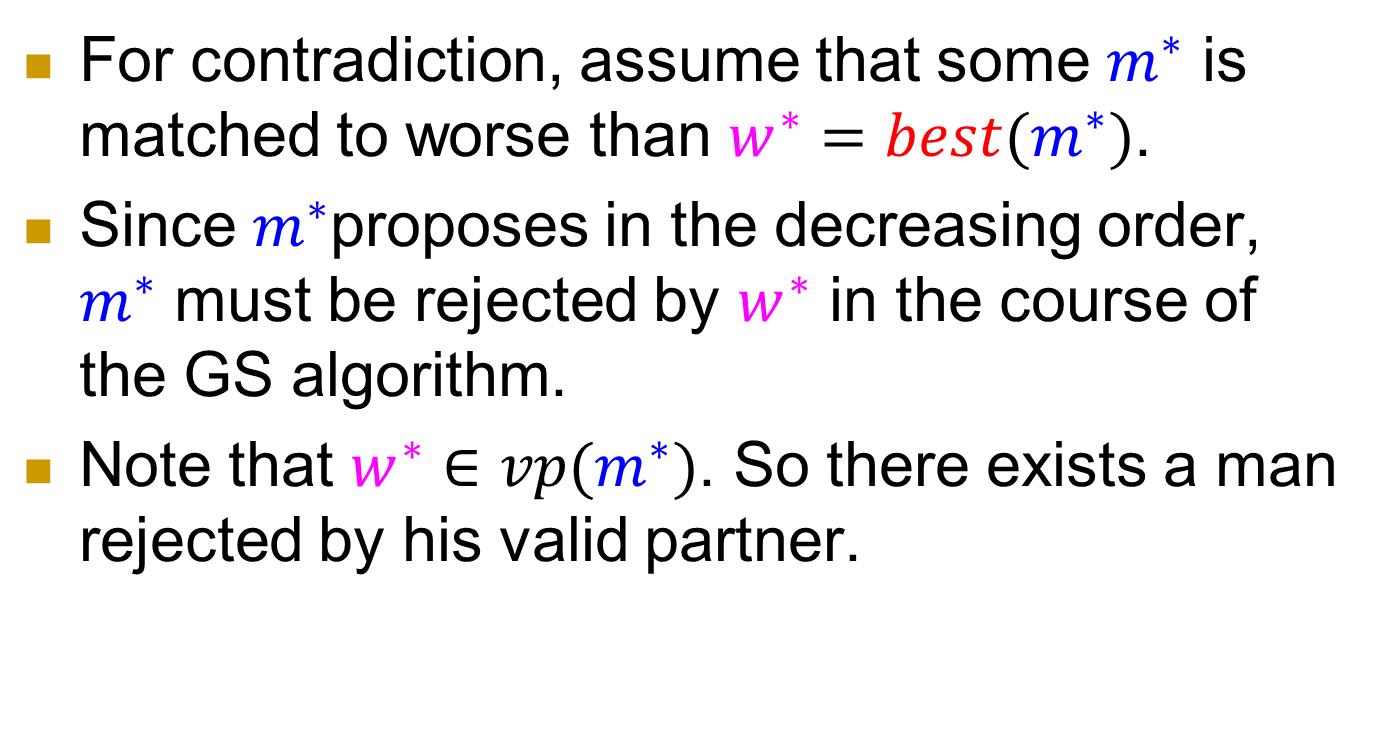 For contradiction, assume that some m* is
matched to worse than w* = best(m*).
Since m*proposes in the decreasing order,
m* must be rejected by w* in the course of
the GS algorithm.
Note that w* ∈ vp(m*). So there exists a man
rejected by his valid partner.